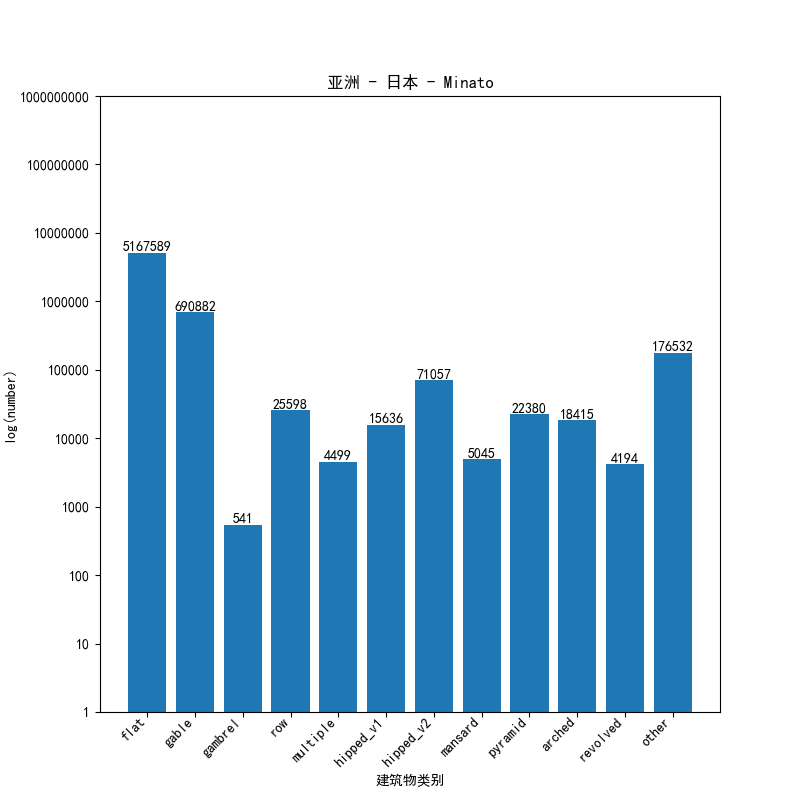 亚洲 - 日本 - Minato
1000000000
100000000
10000000
1000000
100000
10000
1000
100
10
1
log(number)
5167589
690882
541
25598
4499
15636
71057
5045
22380
18415
4194
176532
flat
gable
gambrel
row
multiple
hipped_v1
hipped_v2
mansard
pyramid
arched
revolved
other
建筑物类别